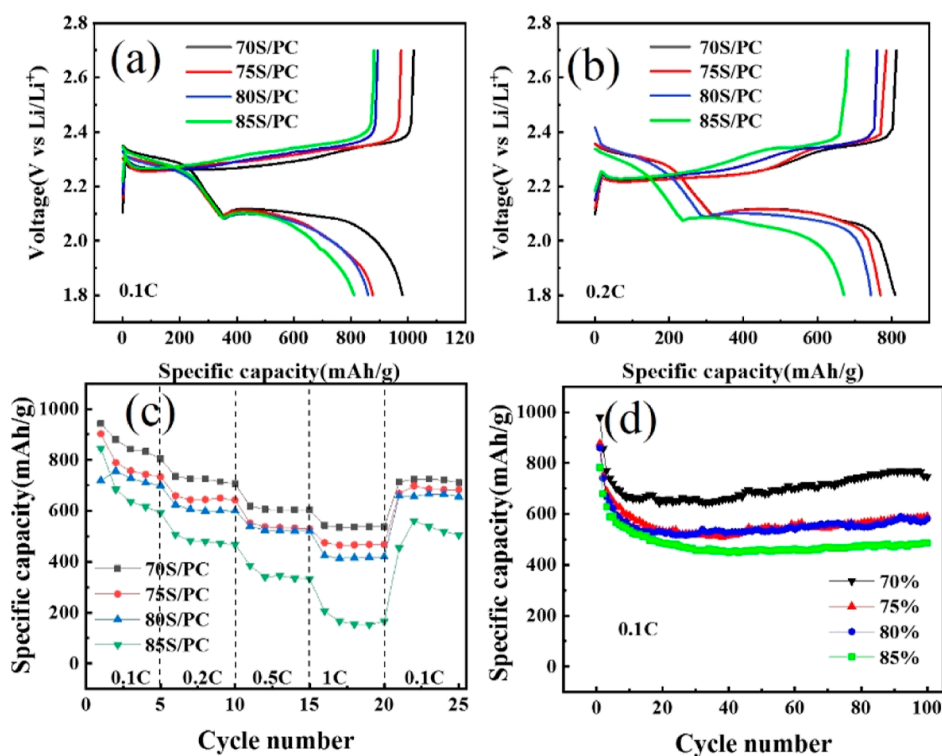 (a)
70S/PC
75S/PC
80S/PC
85S/PC
0.1C
Voltage(V vs Li/Li⁺)
2.8
2.6
2.4
2.2
2.0
1.8
0 200 400 600 800 1000 120
Specific capacity(mAh/g)
(b)
70S/PC
75S/PC
80S/PC
85S/PC
0.2C
Voltage(V vs Li/Li⁺)
2.8
2.6
2.4
2.2
2.0
1.8
0 200 400 600 800
Specific capacity(mAh/g)
(c)
70S/PC
75S/PC
80S/PC
85S/PC
0.1C 0.2C 0.5C 1C 0.1C
Specific capacity(mAh/g)
1000
800
600
400
200
0
0 5 10 15 20 25
Cycle number
(d)
70%
75%
80%
85%
0.1C
Specific capacity(mAh/g)
1000
800
600
400
200
0
0 20 40 60 80 100
Cycle number